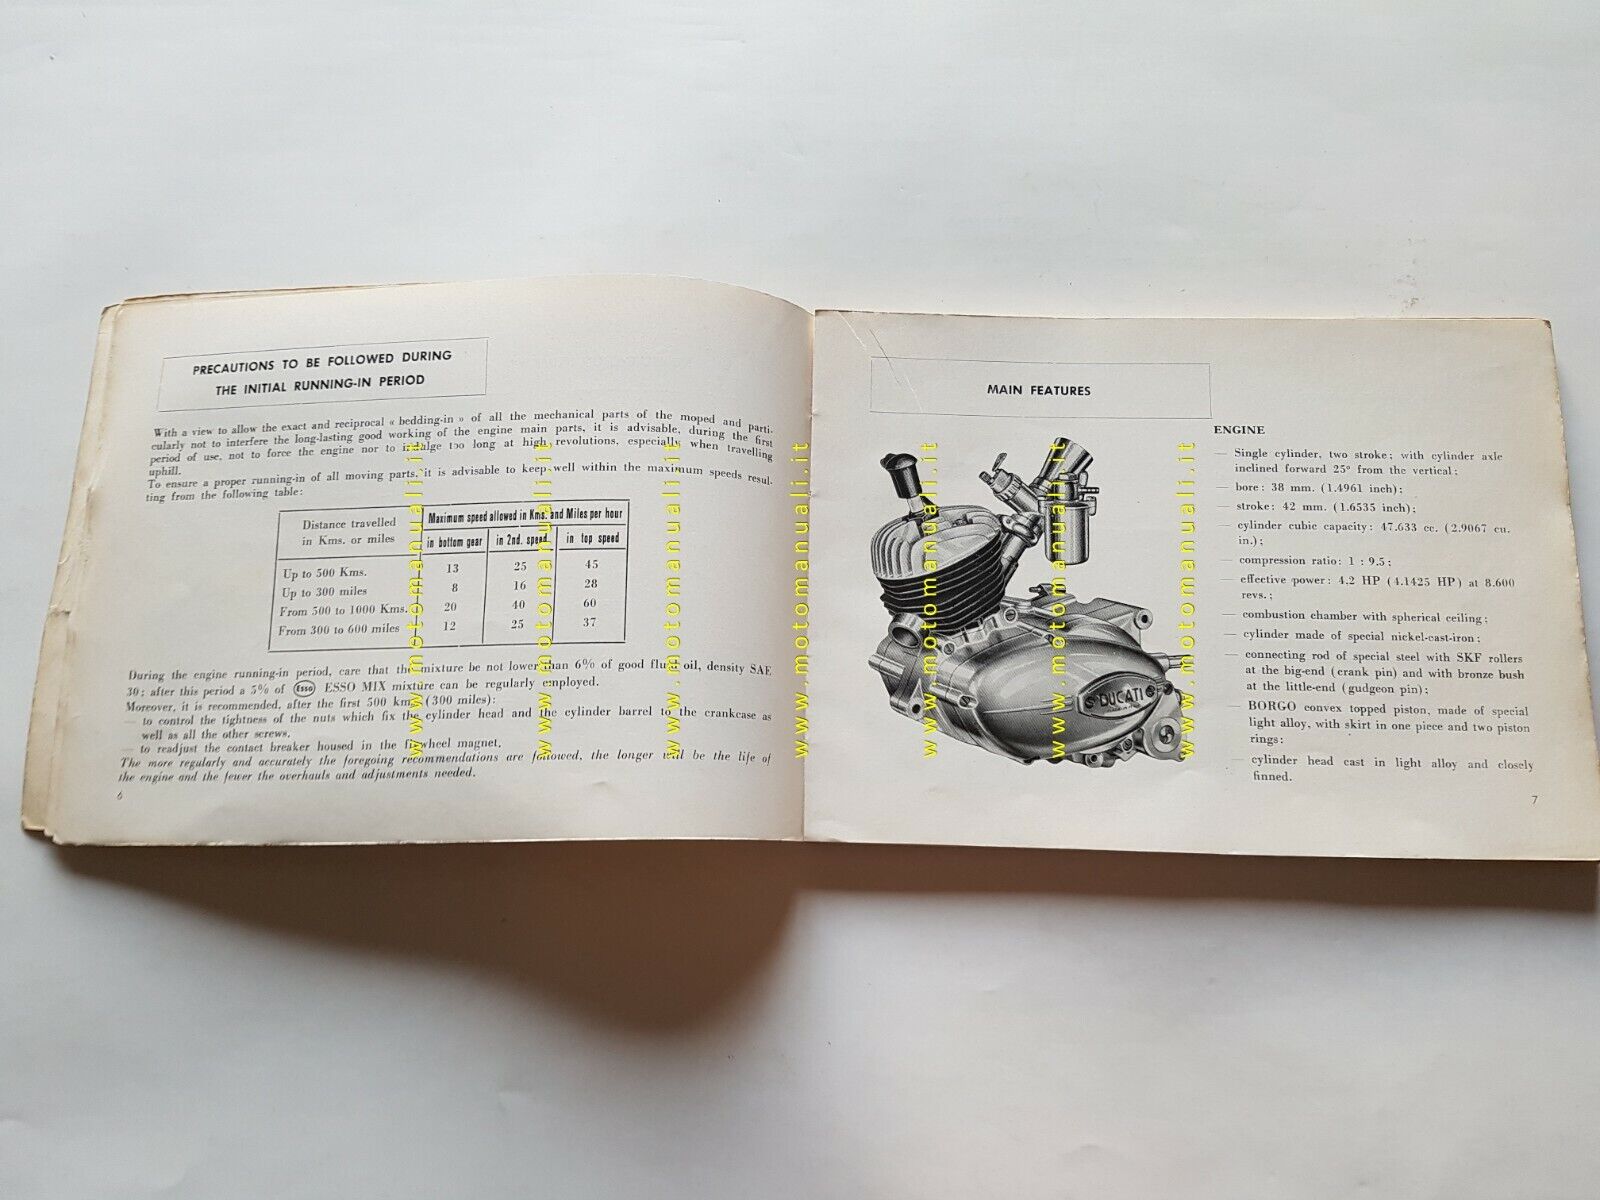 PRECAUTIONS TO BE FOLLOWED DURING
THE INITIAL RUNNING-IN PERIOD
With a view to allow the exact and reciprocal « bedding-in » of all the mechanical parts of the moped and parti-
cularly not to interfere the long-lasting good working of the engine main parts, it is advisable, during the first
period of use, not to force the engine nor to indulge too long at high revolutions, especially when travelling
uphill.
To ensure a proper running-in of all moving parts, it is advisable to keep well within the maximum speeds resul-
ting from the following table:
Distance travelled
in Kms. or miles
Maximum speed allowed in Kms. and Miles per hour
in bottom gear in 2nd. speed in top speed
Up to 500 Kms. 13 25 45
Up to 300 miles 8 16 28
From 500 to 1000 Kms. 20 40 60
From 300 to 600 miles 12 25 37
During the engine running-in period, care that the mixture be not lower than 6% of good fluid oil, density SAE
30; after this period a 5% of Esso ESSO MIX mixture can be regularly employed.
Moreover, it is recommended, after the first 500 kms. (300 miles):
— to control the tightness of the nuts which fix the cylinder head and the cylinder barrel to the crankcase as
well as all the other screws.
— to readjust the contact breaker housed in the flywheel magnet.
The more regularly and accurately the foregoing recommendations are followed, the longer will be the life of
the engine and the fewer the overhauls and adjustments needed.
6
MAIN FEATURES
ENGINE
— Single cylinder, two stroke; with cylinder axle
inclined forward 25° from the vertical;
— bore: 38 mm. (1.4961 inch);
— stroke: 42 mm. (1.6535 inch);
— cylinder cubic capacity: 47.633 cc. (2.9067 cu.
in.);
— compression ratio: 1 : 9.5;
— effective power: 4,2 HP (4.1425 HP) at 8.600
revs.;
— combustion chamber with spherical ceiling;
— cylinder made of special nickel-cast-iron;
— connecting rod of special steel with SKF rollers
at the big-end (crank pin) and with bronze bush
at the little-end (gudgeon pin);
— BORGO convex topped piston, made of special
light alloy, with skirt in one piece and two piston
rings;
— cylinder head cast in light alloy and closely
finned.
7
DUCATI
www.motomanuali.it
www.motomanuali.it
www.motomanuali.it
www.motomanuali.it
www.motomanuali.it
www.motomanuali.it
www.motomanuali.it